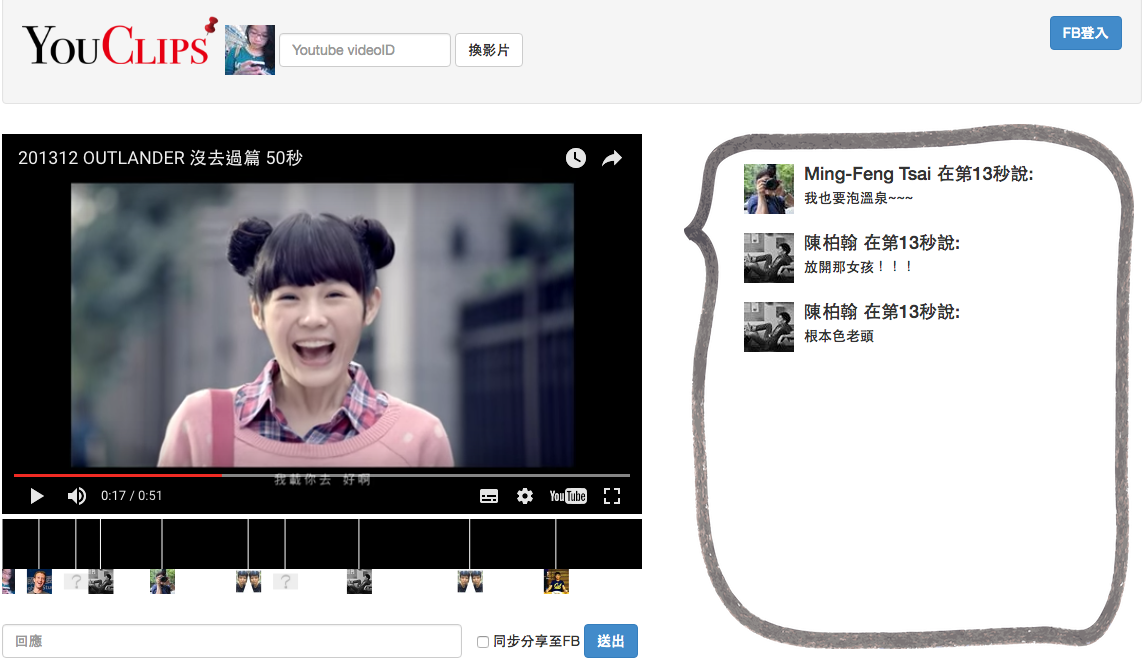 YouClips
Youtube videoID
換影片
FB登入
201312 OUTLANDER 沒去過篇 50秒
我載你去 好啊
0:17 / 0:51
YouTube
?
?
回應
同步分享至FB
送出
Ming-Feng Tsai 在第13秒說:
我也要泡溫泉~~~
陳柏翰 在第13秒說:
放開那女孩！！！
陳柏翰 在第13秒說:
根本色老頭